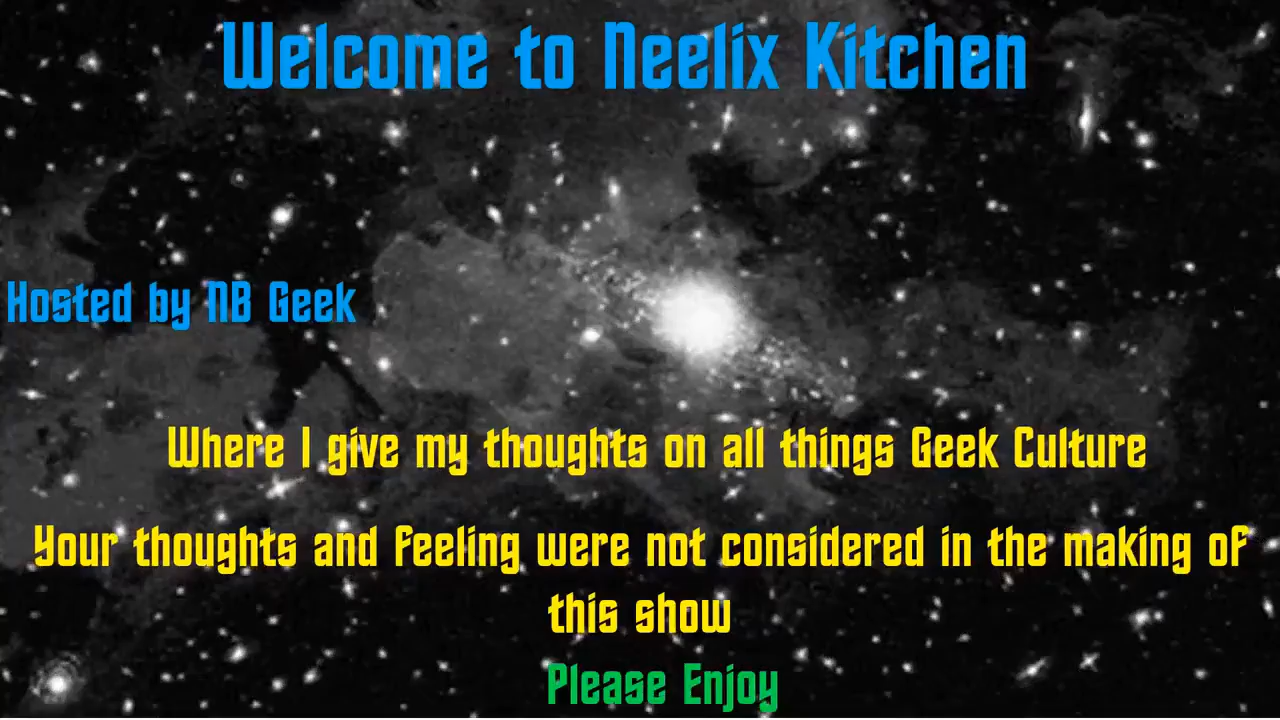 Welcome to Neelix Kitchen
Hosted by NB Geek
Where I give my thoughts on all things Geek Culture
Your thoughts and feeling were not considered in the making of
this show
Please Enjoy